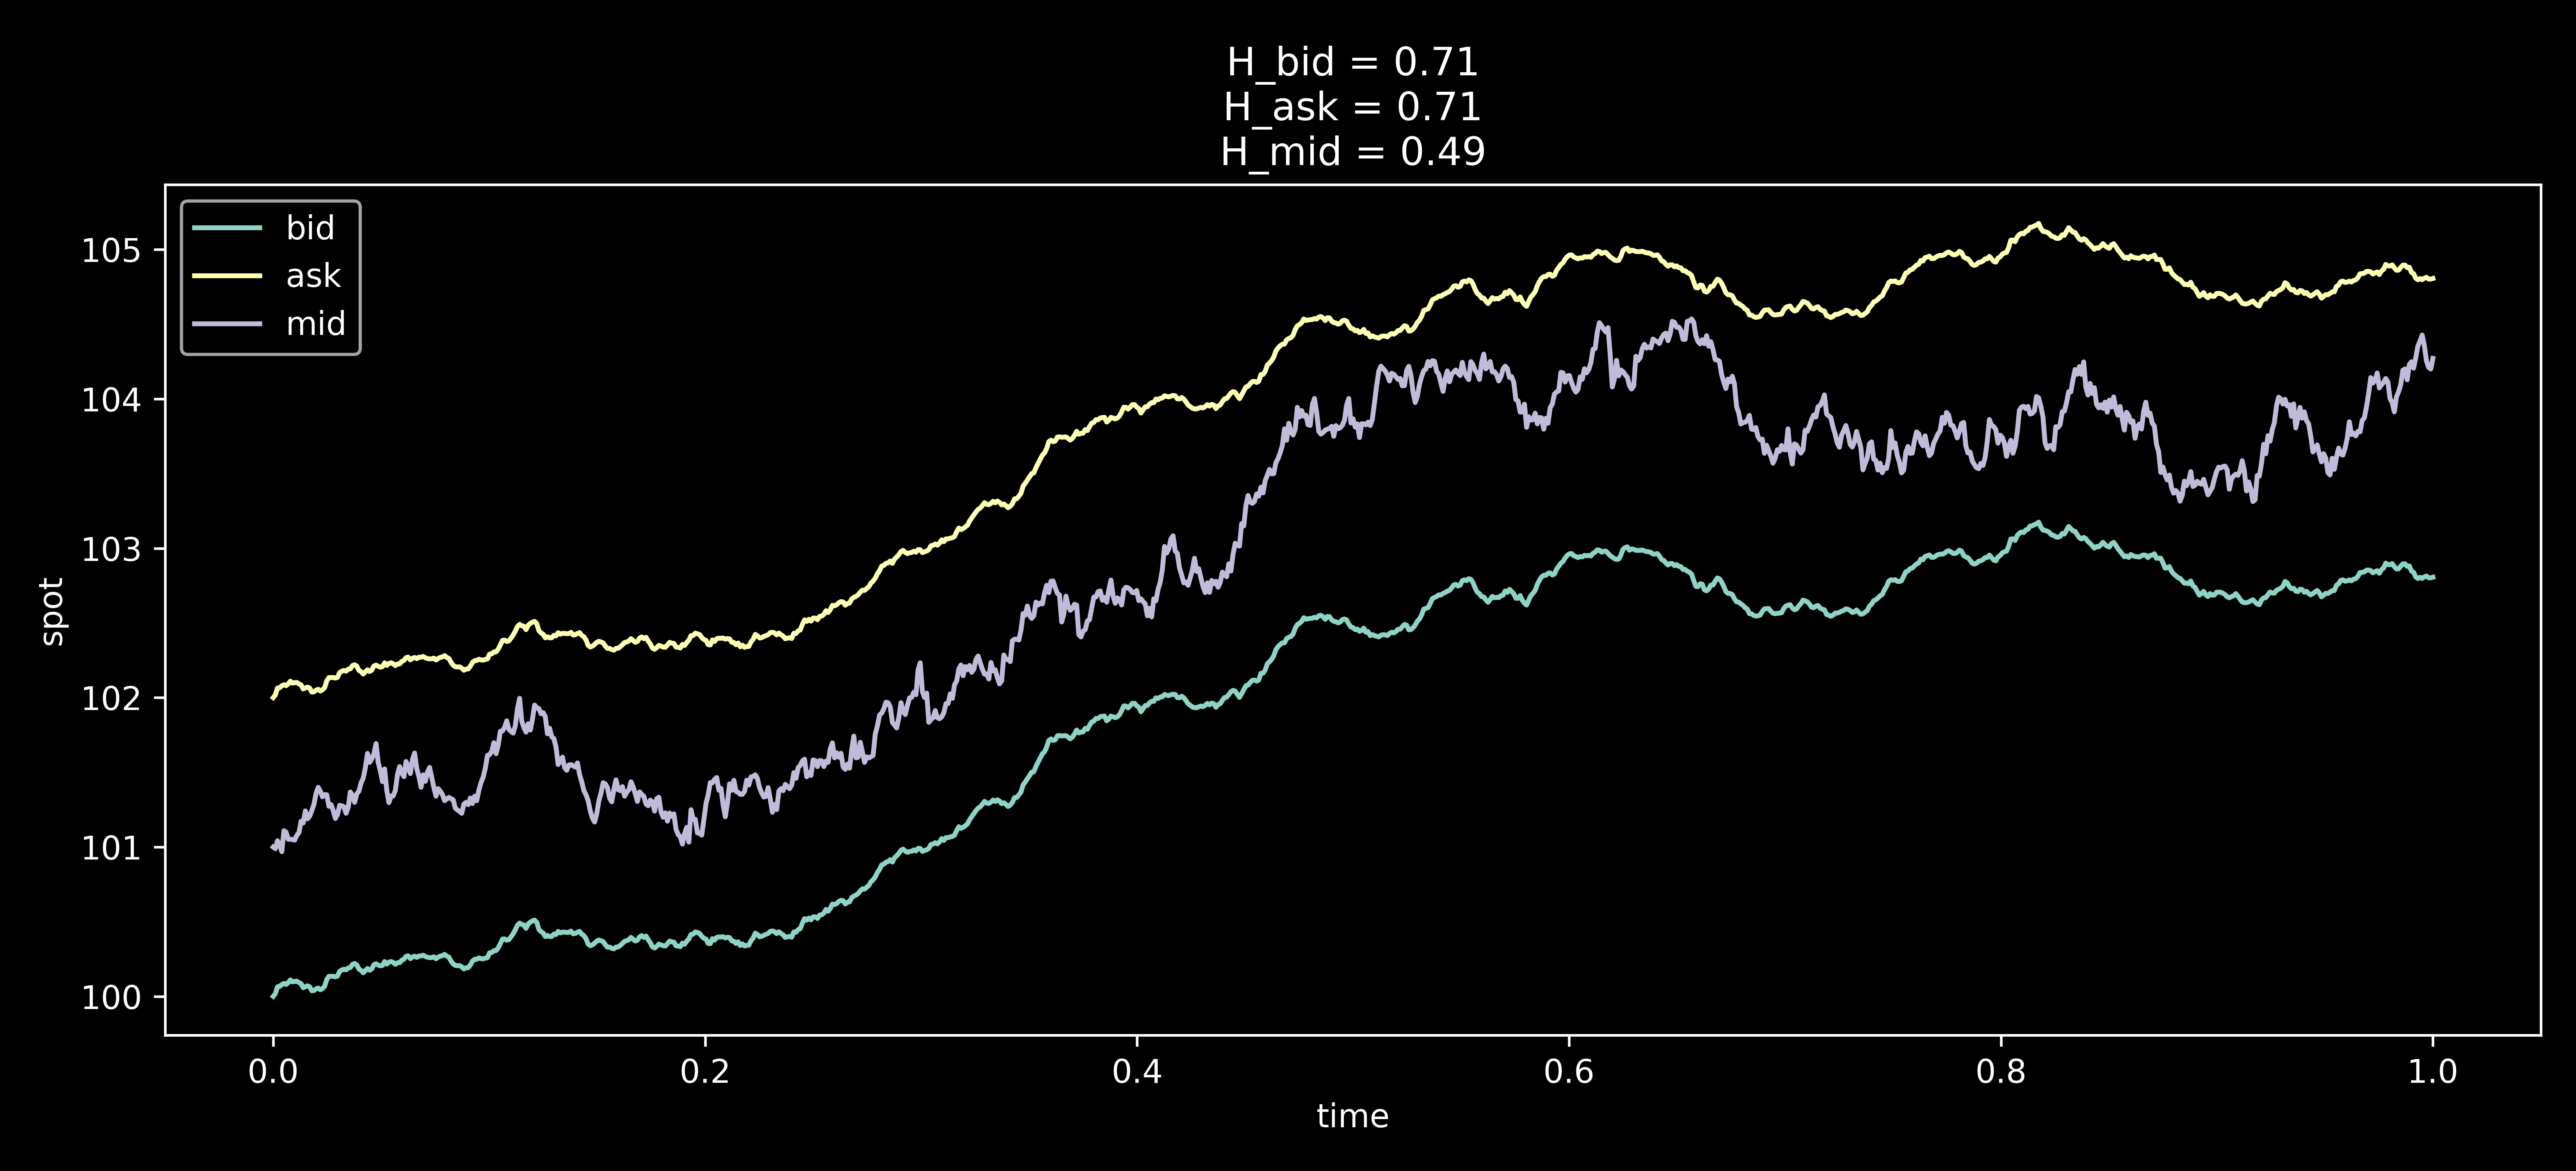 H_bid = 0.71
H_ask = 0.71
H_mid = 0.49
bid
ask
mid
105
104
103
102
101
100
spot
0.0 0.2 0.4 0.6 0.8 1.0
time